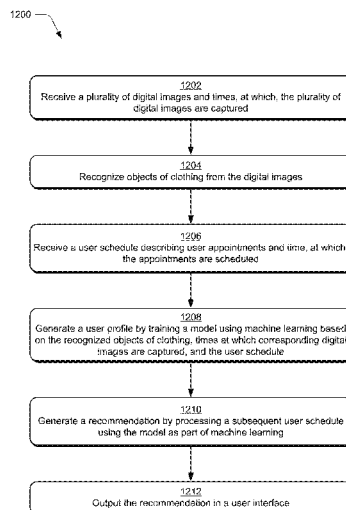 1200
1202
Receive a plurality of digital images and times, at which, the plurality of
digital images are captured
1204
Recognize objects of clothing from the digital images
1206
Receive a user schedule describing user appointments and time, at which
the appointments are scheduled
1208
Generate a user profile by training a model using machine learning based
on the recognized objects of clothing, times at which corresponding digital
images are captured, and the user schedule
1210
Generate a recommendation by processing a subsequent user schedule
using the model as part of machine learning
1212
Output the recommendation in a user interface